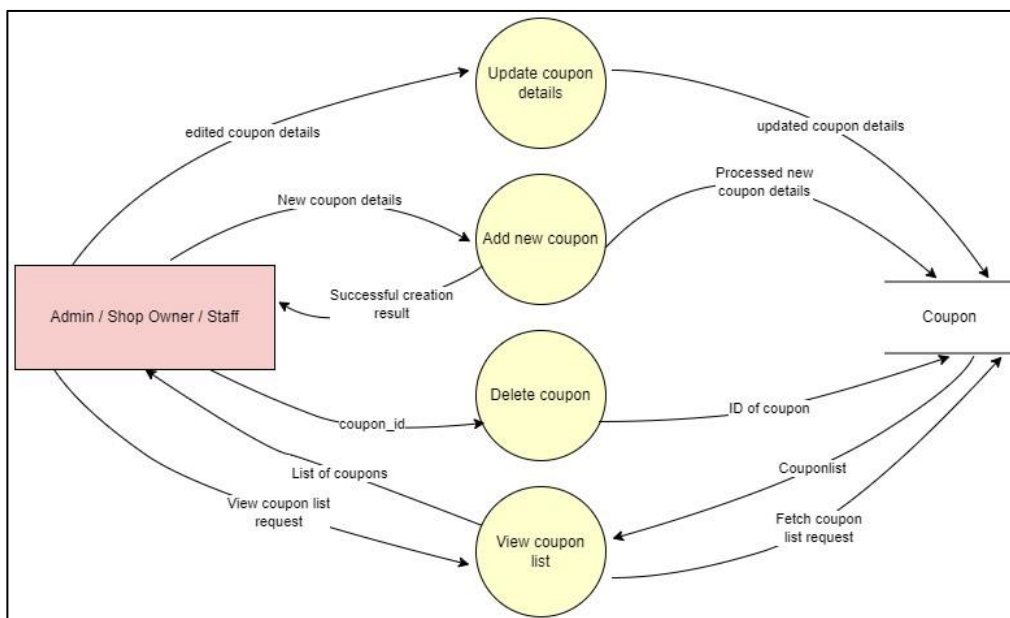 Update coupon
details
edited coupon details
updated coupon details
Processed new
coupon details
New coupon details
Add new coupon
Successful creation
result
Admin / Shop Owner / Staff
Coupon
Delete coupon
coupon_id
ID of coupon
List of coupons
Couponlist
View coupon list
request
Fetch coupon
list request
View coupon
list